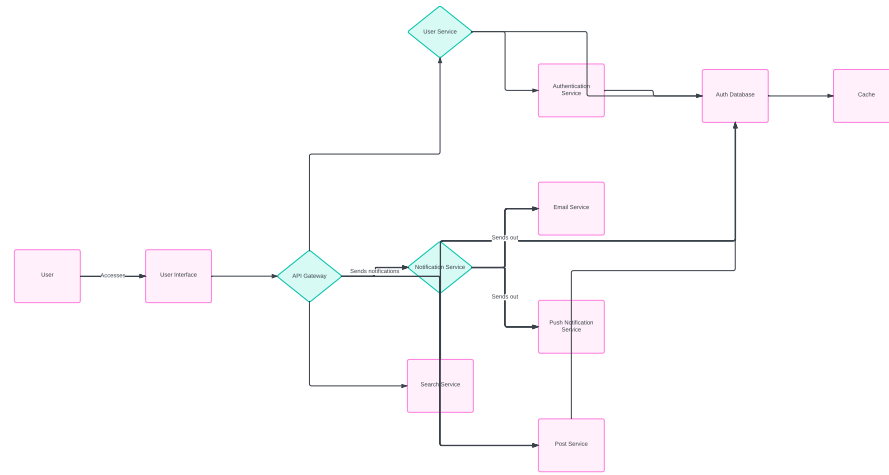 User Service
Authentication
Service
Auth Database
Cache
Email Service
Sends out
User
Accesses
User Interface
API Gateway
Sends notifications
Notification Service
Sends out
Push Notification
Service
Search Service
Post Service